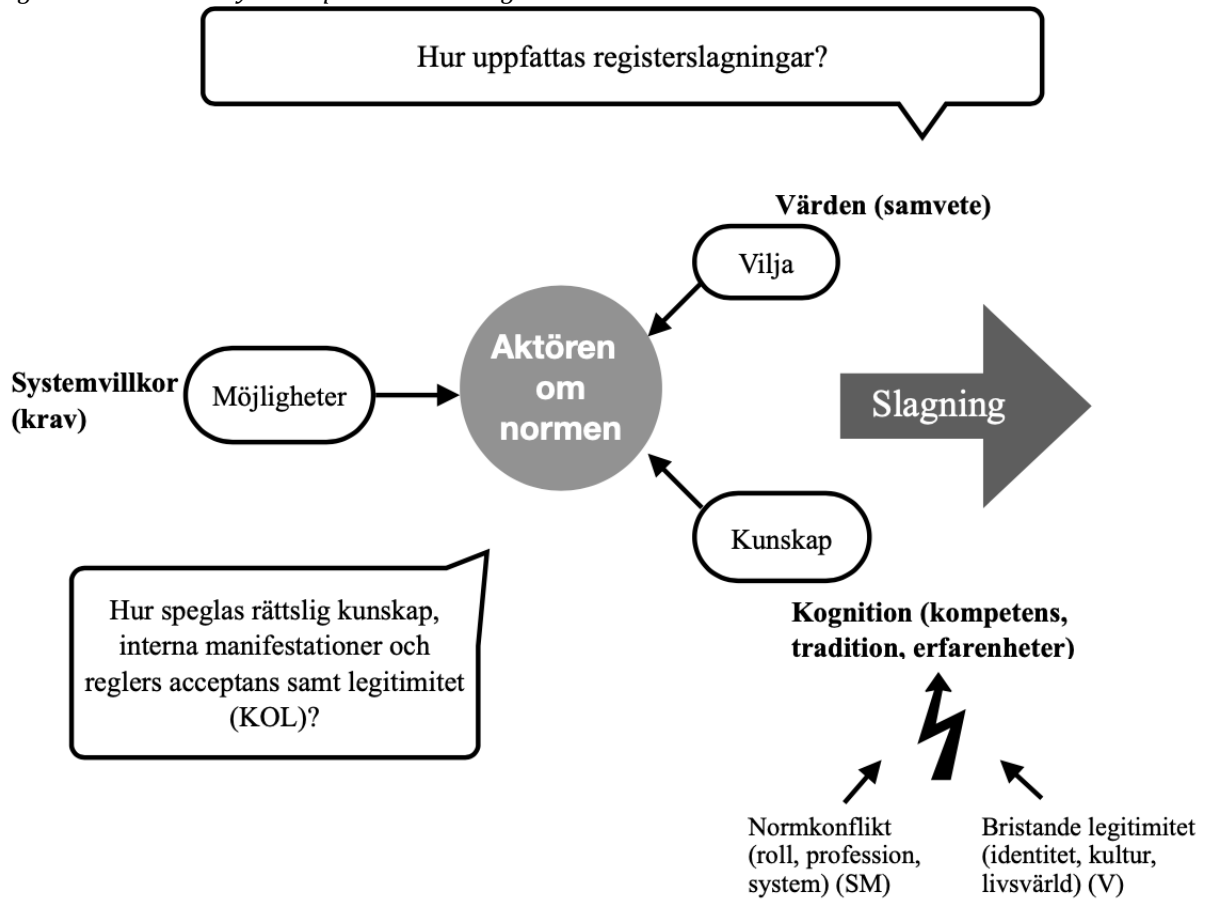 Hur uppfattas registerslagningar?
Värden (samvete)
Vilja
Aktören
om
normen
Systemvillkor
(krav)
Möjligheter
Slagning
Kunskap
Hur speglas rättslig kunskap,
interna manifestationer och
reglers acceptans samt legitimitet
(KOL)?
Kognition (kompetens,
tradition, erfarenheter)
Normkonflikt
(roll, profession,
system) (SM)
Bristande legitimitet
(identitet, kultur,
livsvärld) (V)